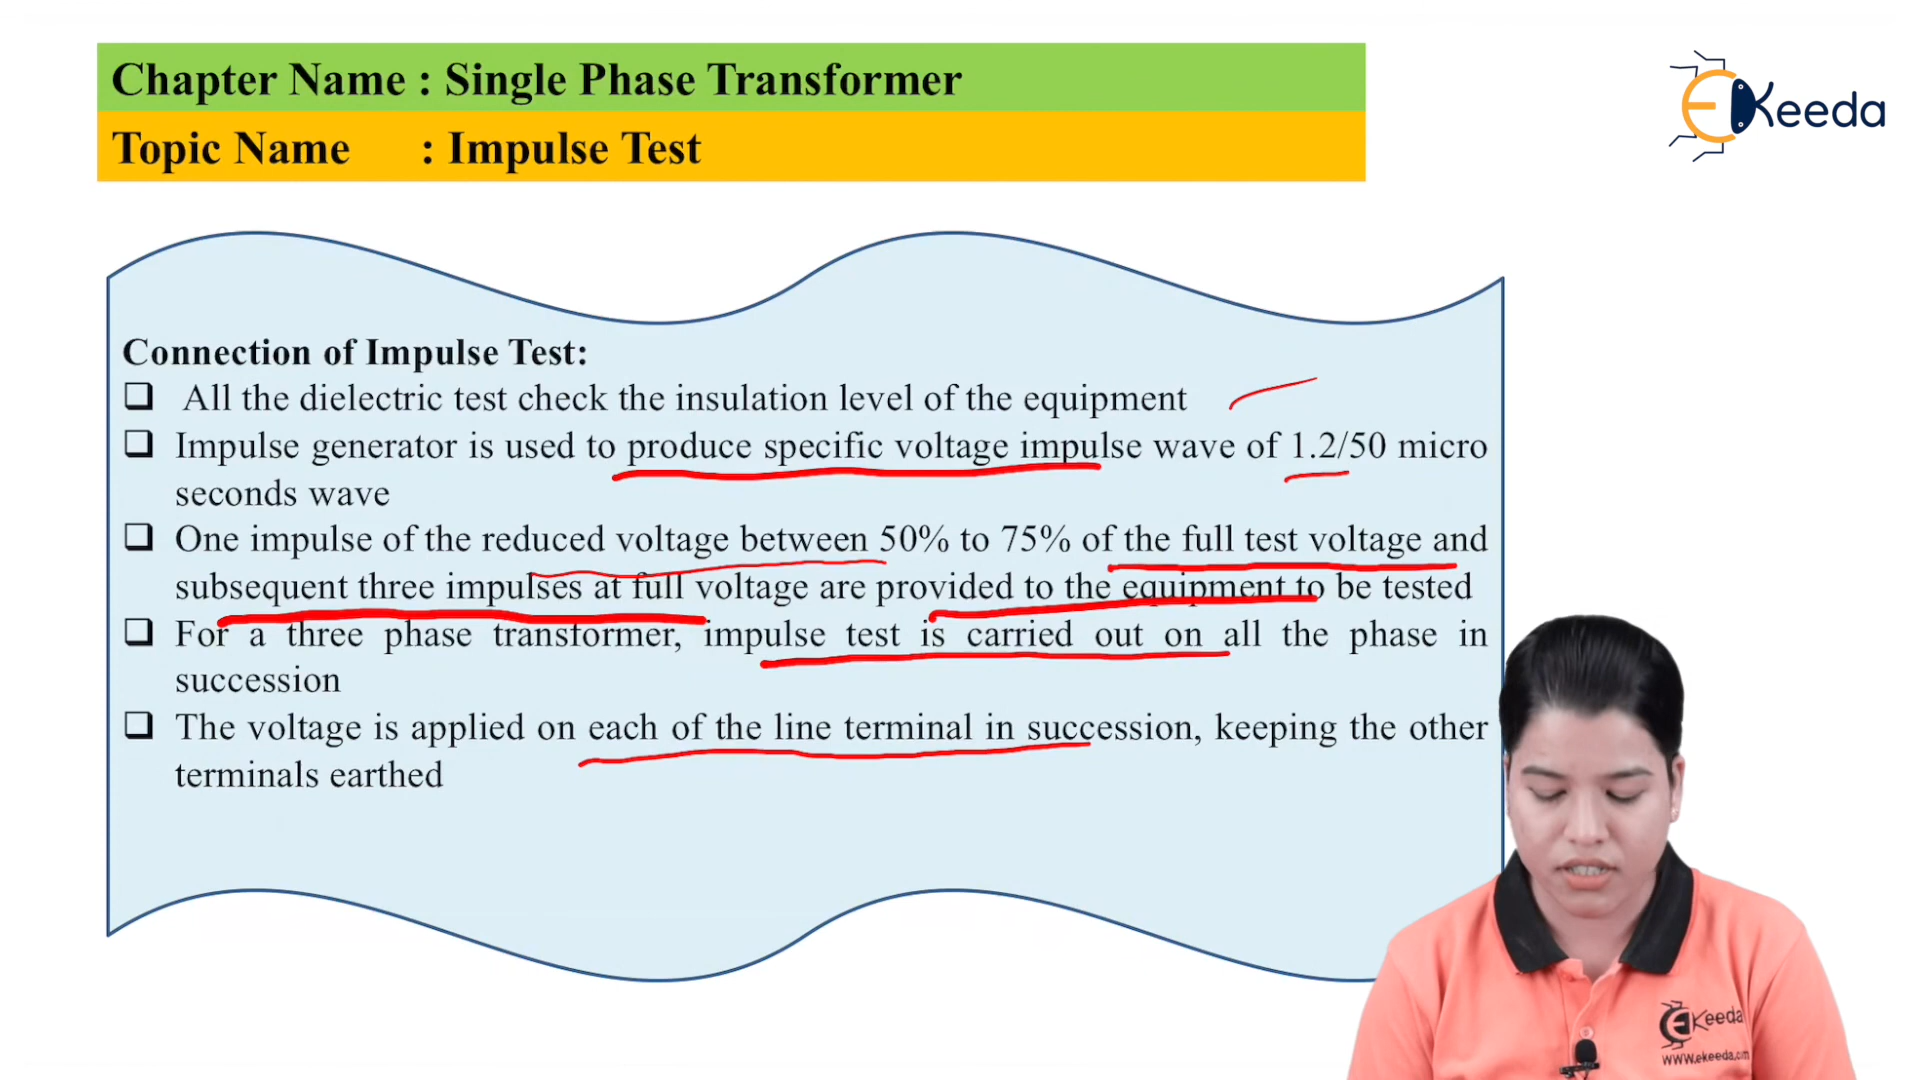 Chapter Name : Single Phase Transformer
Topic Name : Impulse Test
EKeeda
Connection of Impulse Test:
All the dielectric test check the insulation level of the equipment
Impulse generator is used to produce specific voltage impulse wave of 1.2/50 micro
seconds wave
One impulse of the reduced voltage between 50% to 75% of the full test voltage and
subsequent three impulses at full voltage are provided to the equipment to be tested
For a three phase transformer, impulse test is carried out on all the phase in
succession
The voltage is applied on each of the line terminal in succession, keeping the other
terminals earthed
EKeeda
www.ekeeda.com